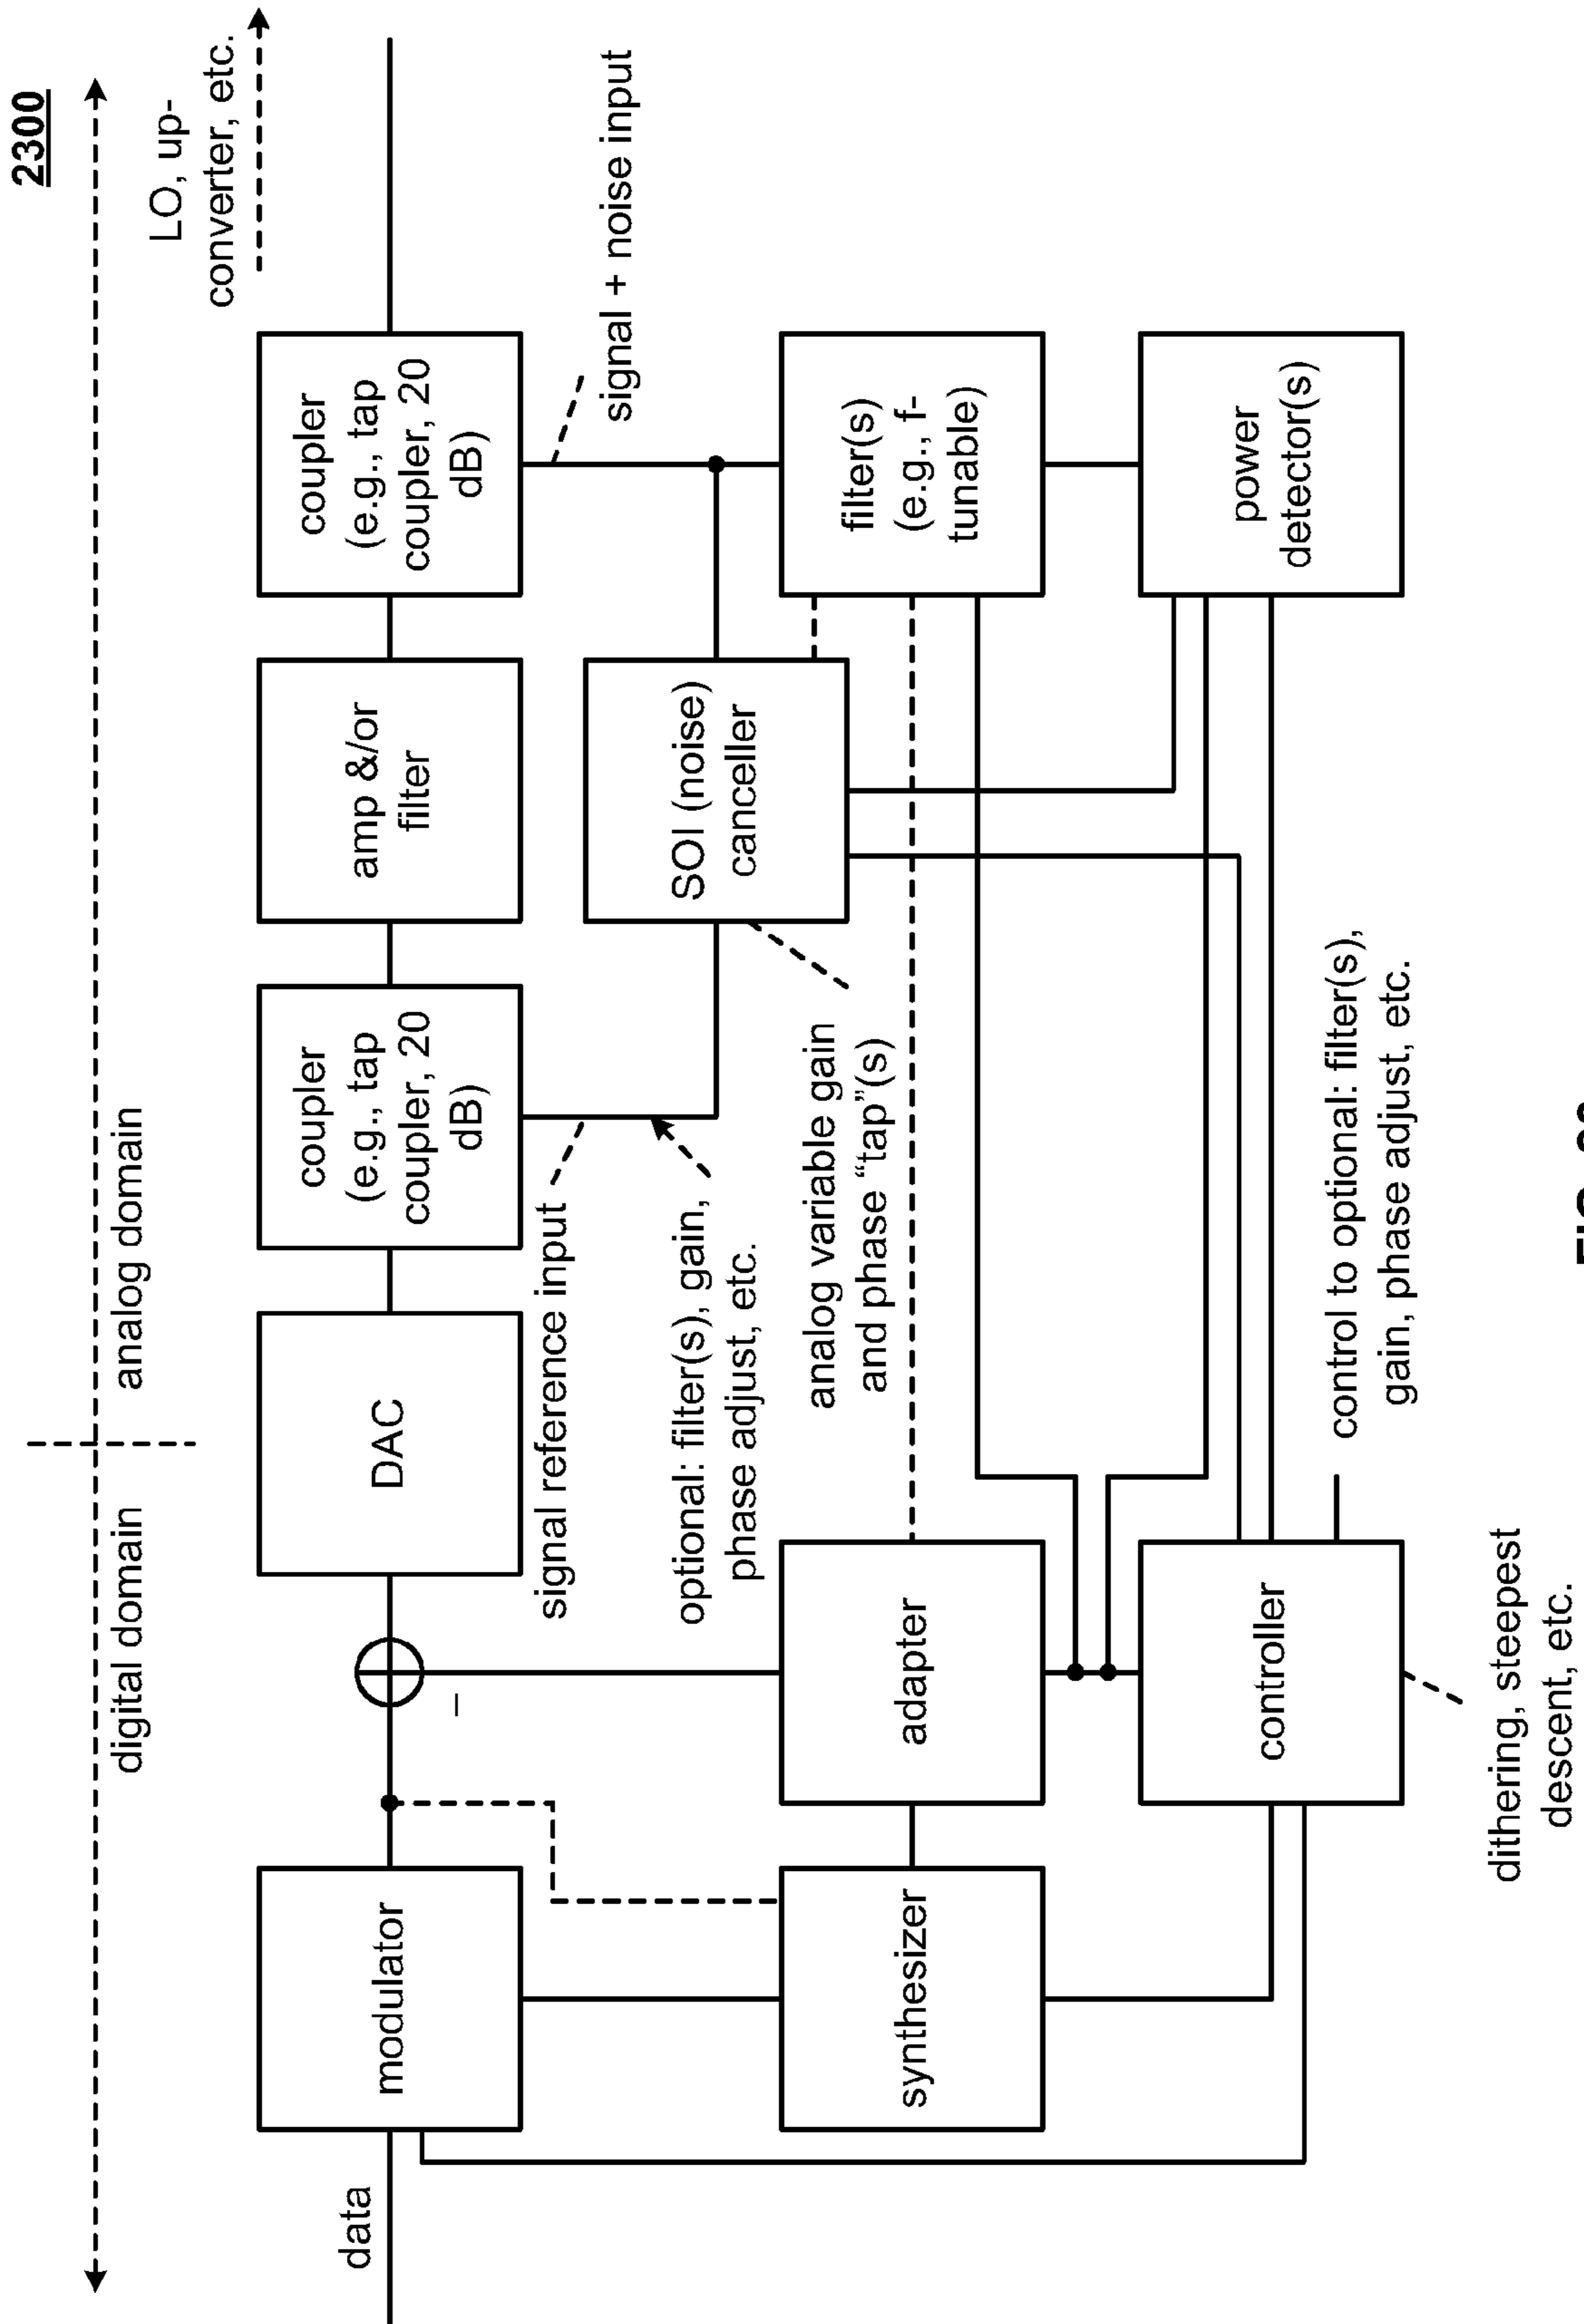 2300
digital domain
analog domain
LO, up-
converter, etc.
data
modulator
DAC
coupler
(e.g., tap
coupler, 20
dB)
amp &/or
filter
coupler
(e.g., tap
coupler, 20
dB)
–
signal reference input
signal + noise input
optional: filter(s), gain,
phase adjust, etc.
SOI (noise)
canceller
analog variable gain
and phase “tap”(s)
synthesizer
adapter
filter(s)
(e.g., f-
tunable)
controller
power
detector(s)
control to optional: filter(s),
gain, phase adjust, etc.
dithering, steepest
descent, etc.